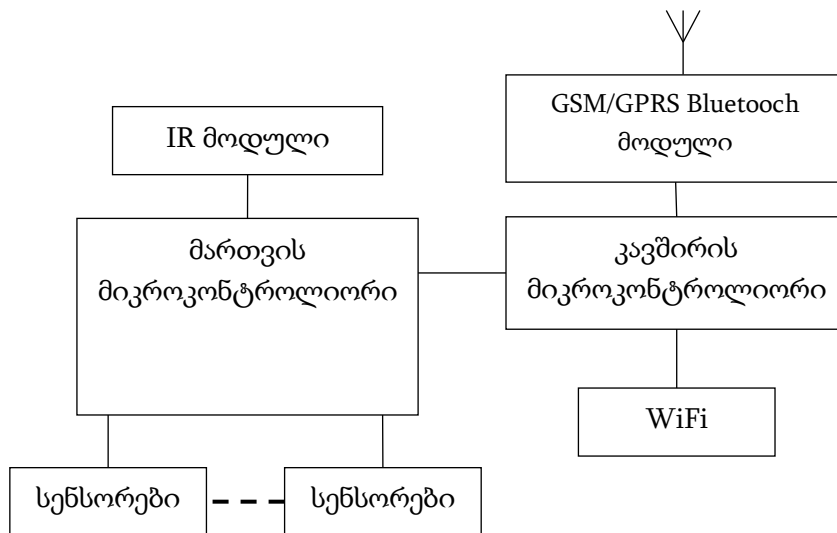 GSM/GPRS Bluetooch
მოდული
IR მოდული
მართვის
მიკროკონტროლიორი
კავშირის
მიკროკონტროლიორი
WiFi
სენსორები
სენსორები